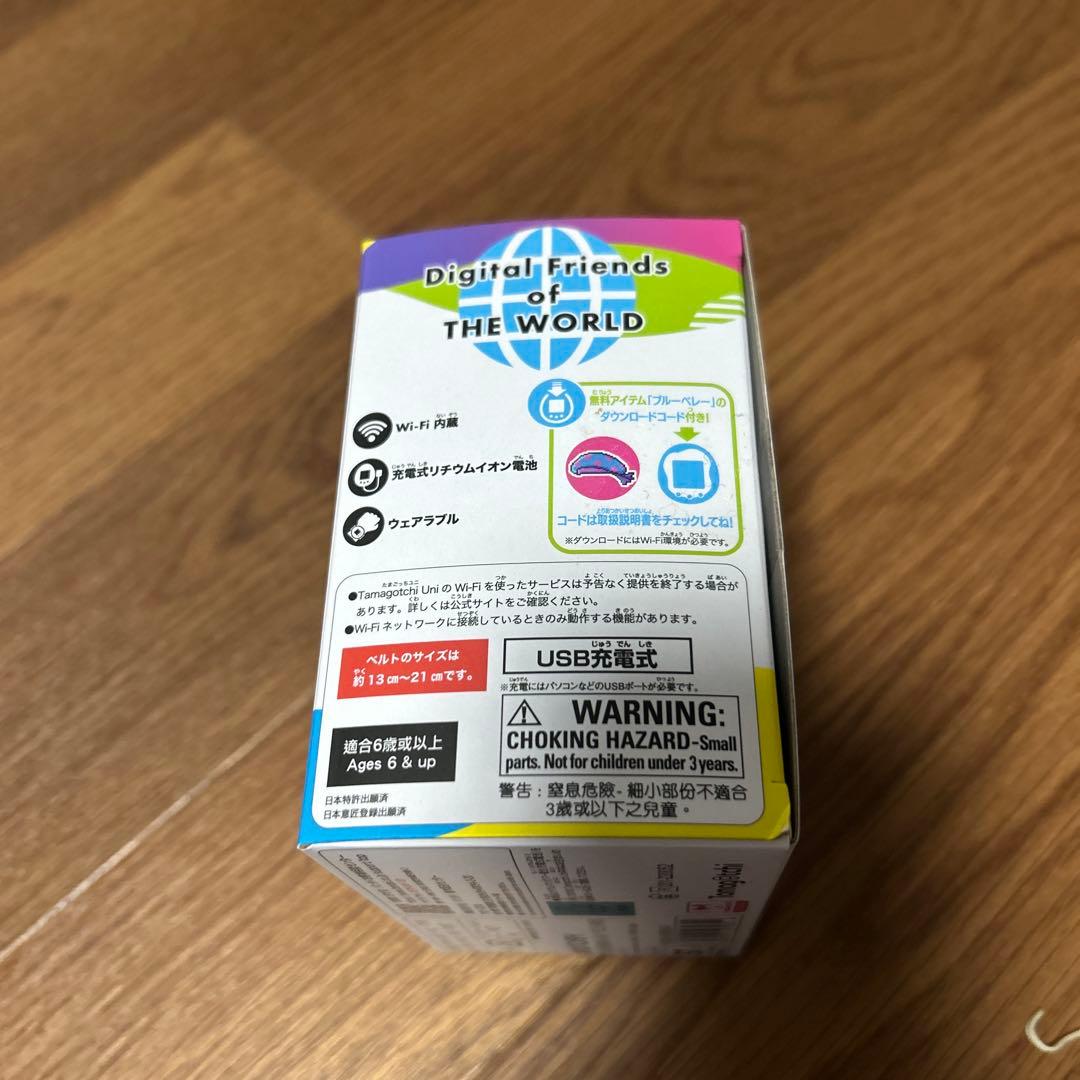 Digital Friends
of
THE WORLD
Wi-Fi 内蔵
充電式リチウムイオン電池
ウェアラブル
無料アイテム「ブルーベレー」の
ダウンロードコード付き!
コードは取扱説明書をチェックしてね!
※ダウンロードにはWi-Fi環境が必要です。
●Tamagotchi Uni の Wi-Fi を使ったサービスは予告なく提供を終了する場合が
あります。詳しくは公式サイトをご確認ください。
●Wi-Fi ネットワークに接続しているときのみ動作する機能があります。
ベルトのサイズは
約13㎝〜21㎝です。
USB充電式
※充電にはパソコンなどのUSBポートが必要です。
WARNING:
CHOKING HAZARD-Small
parts. Not for children under 3 years.
適合6歳或以上
Ages 6 & up
警告:窒息危險-細小部份不適合
3歲或以下之兒童。
日本特許出願済
日本意匠登録出願済
Tamagotchi